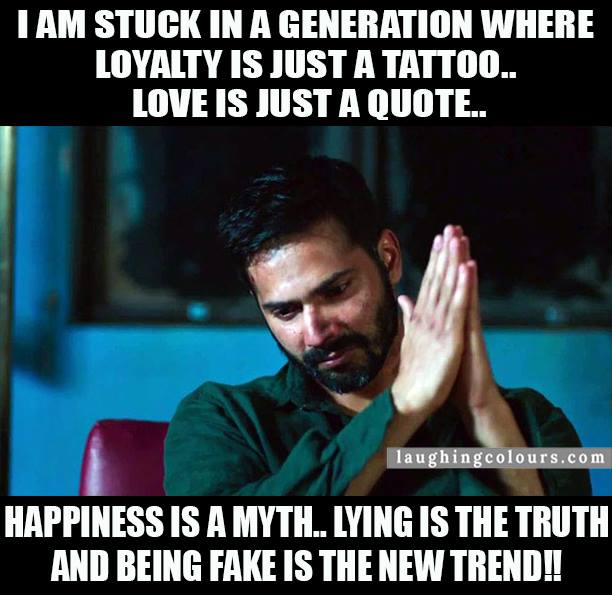 I AM STUCK IN A GENERATION WHERE
LOYALTY IS JUST A TATTOO..
LOVE IS JUST A QUOTE..
laughingcolours.com
HAPPINESS IS A MYTH.. LYING IS THE TRUTH
AND BEING FAKE IS THE NEW TREND!!